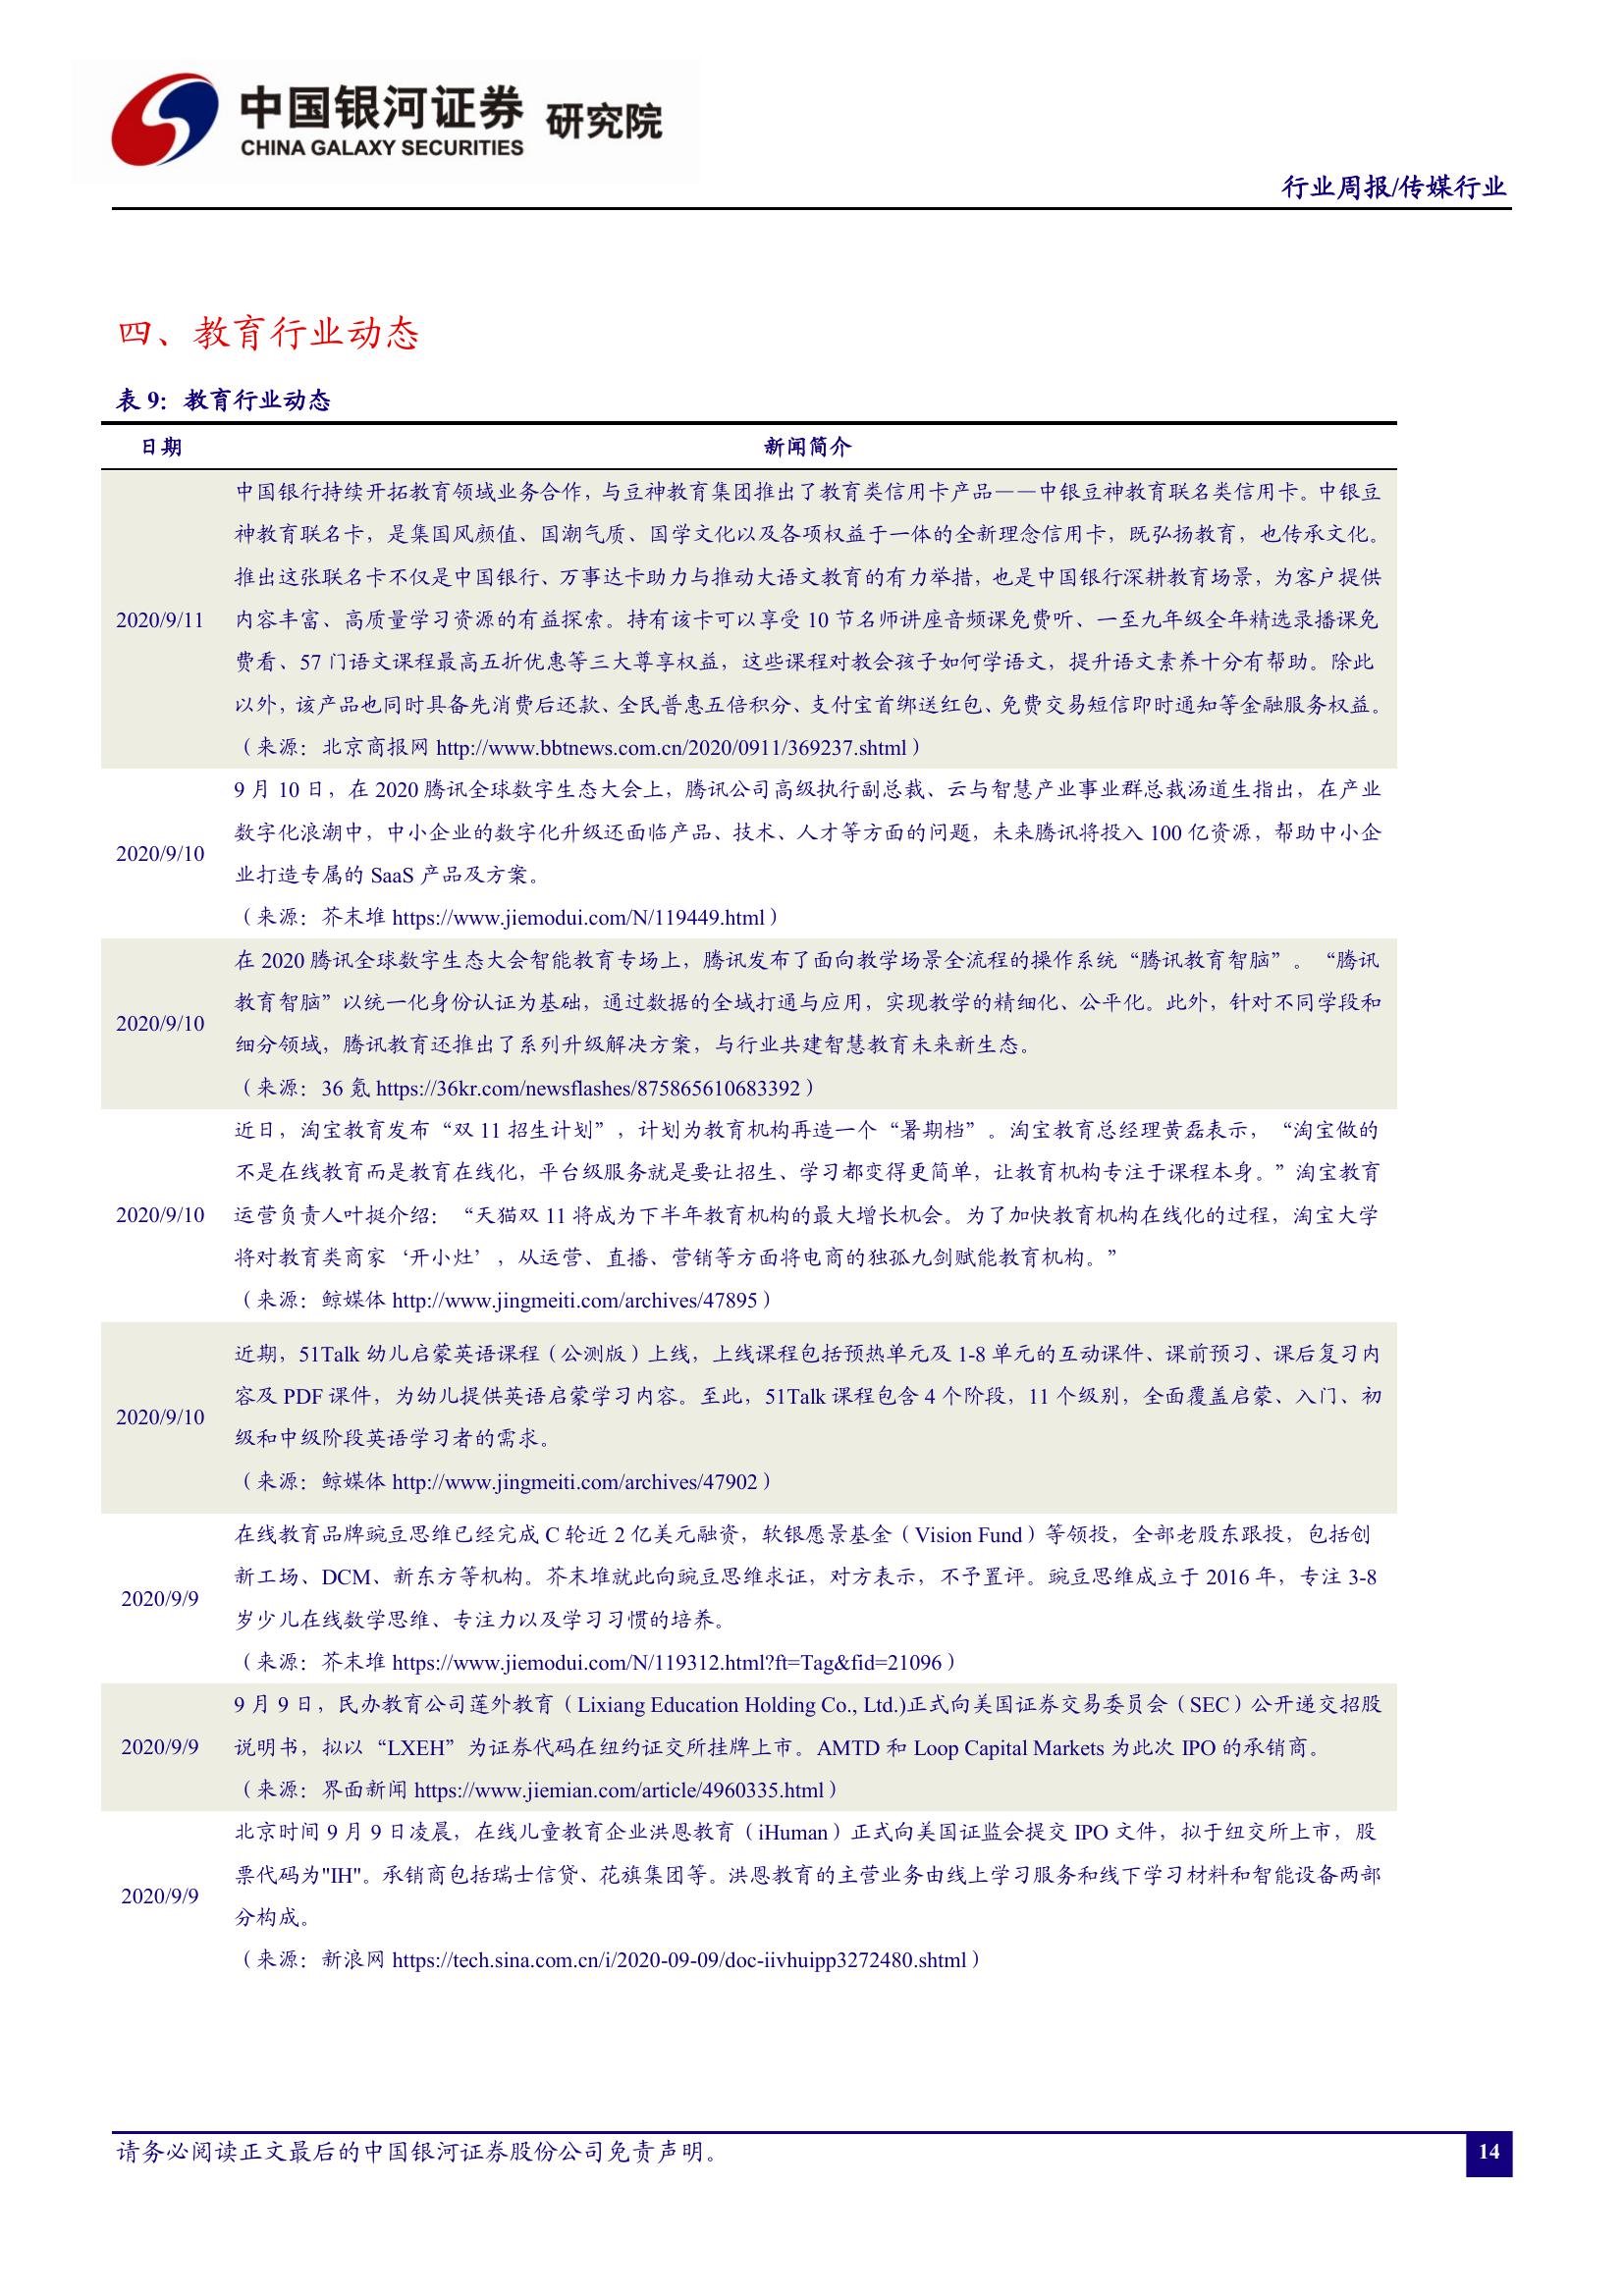 中国银河证券 研究院
CHINA GALAXY SECURITIES
行业周报/传媒行业
四、教育行业动态
表 9：教育行业动态
日期 新闻简介
中国银行持续开拓教育领域业务合作，与豆神教育集团推出了教育类信用卡产品——中银豆神教育联名类信用卡。中银豆
神教育联名卡，是集国风颜值、国潮气质、国学文化以及各项权益于一体的全新理念信用卡，既弘扬教育，也传承文化。
推出这张联名卡不仅是中国银行、万事达卡助力与推动大语文教育的有力举措，也是中国银行深耕教育场景，为客户提供
2020/9/11 内容丰富、高质量学习资源的有益探索。持有该卡可以享受 10 节名师讲座音频课免费听、一至九年级全年精选录播课免
费看、57 门语文课程最高五折优惠等三大尊享权益，这些课程对教会孩子如何学语文，提升语文素养十分有帮助。除此
以外，该产品也同时具备先消费后还款、全民普惠五倍积分、支付宝首绑送红包、免费交易短信即时通知等金融服务权益。
（来源：北京商报网 http://www.bbtnews.com.cn/2020/0911/369237.shtml）
9 月 10 日，在 2020 腾讯全球数字生态大会上，腾讯公司高级执行副总裁、云与智慧产业事业群总裁汤道生指出，在产业
数字化浪潮中，中小企业的数字化升级还面临产品、技术、人才等方面的问题，未来腾讯将投入 100 亿资源，帮助中小企
2020/9/10
业打造专属的 SaaS 产品及方案。
（来源：芥末堆 https://www.jiemodui.com/N/119449.html）
在 2020 腾讯全球数字生态大会智能教育专场上，腾讯发布了面向教学场景全流程的操作系统“腾讯教育智脑”。“腾讯
教育智脑”以统一化身份认证为基础，通过数据的全域打通与应用，实现教学的精细化、公平化。此外，针对不同学段和
2020/9/10
细分领域，腾讯教育还推出了系列升级解决方案，与行业共建智慧教育未来新生态。
（来源：36 氪 https://36kr.com/newsflashes/875865610683392）
近日，淘宝教育发布“双 11 招生计划”，计划为教育机构再造一个“暑期档”。淘宝教育总经理黄磊表示，“淘宝做的
不是在线教育而是教育在线化，平台级服务就是要让招生、学习都变得更简单，让教育机构专注于课程本身。”淘宝教育
2020/9/10 运营负责人叶挺介绍：“天猫双 11 将成为下半年教育机构的最大增长机会。为了加快教育机构在线化的过程，淘宝大学
将对教育类商家‘开小灶’，从运营、直播、营销等方面将电商的独孤九剑赋能教育机构。”
（来源：鲸媒体 http://www.jingmeiti.com/archives/47895）
近期，51Talk 幼儿启蒙英语课程（公测版）上线，上线课程包括预热单元及 1-8 单元的互动课件、课前预习、课后复习内
容及 PDF 课件，为幼儿提供英语启蒙学习内容。至此，51Talk 课程包含 4 个阶段，11 个级别，全面覆盖启蒙、入门、初
2020/9/10
级和中级阶段英语学习者的需求。
（来源：鲸媒体 http://www.jingmeiti.com/archives/47902）
在线教育品牌豌豆思维已经完成 C 轮近 2 亿美元融资，软银愿景基金（Vision Fund）等领投，全部老股东跟投，包括创
新工场、DCM、新东方等机构。芥末堆就此向豌豆思维求证，对方表示，不予置评。豌豆思维成立于 2016 年，专注 3-8
2020/9/9
岁少儿在线数学思维、专注力以及学习习惯的培养。
（来源：芥末堆 https://www.jiemodui.com/N/119312.html?ft=Tag&fid=21096）
9 月 9 日，民办教育公司莲外教育（Lixiang Education Holding Co., Ltd.)正式向美国证券交易委员会（SEC）公开递交招股
2020/9/9 说明书，拟以“LXEH”为证券代码在纽约证交所挂牌上市。AMTD 和 Loop Capital Markets 为此次 IPO 的承销商。
（来源：界面新闻 https://www.jiemian.com/article/4960335.html）
北京时间 9 月 9 日凌晨，在线儿童教育企业洪恩教育（iHuman）正式向美国证监会提交 IPO 文件，拟于纽交所上市，股
票代码为"IH"。承销商包括瑞士信贷、花旗集团等。洪恩教育的主营业务由线上学习服务和线下学习材料和智能设备两部
2020/9/9
分构成。
（来源：新浪网 https://tech.sina.com.cn/i/2020-09-09/doc-iivhuipp3272480.shtml）
请务必阅读正文最后的中国银河证券股份公司免责声明。
14